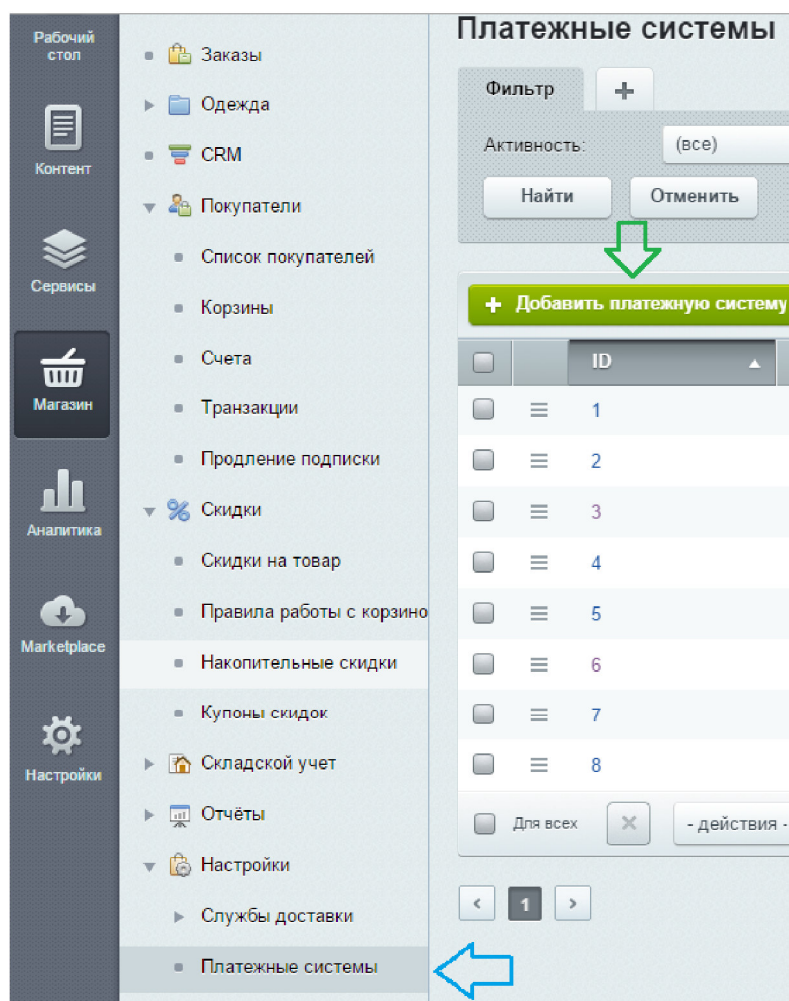 Рабочий
стол
Контент
Сервисы
Магазин
Аналитика
Marketplace
Настройки
Заказы
Одежда
CRM
Покупатели
Список покупателей
Корзины
Счета
Транзакции
Продление подписки
Скидки
Скидки на товар
Правила работы с корзино
Накопительные скидки
Купоны скидок
Складской учет
Отчёты
Настройки
Службы доставки
Платежные системы
Платежные системы
Фильтр +
Активность: (все)
Найти Отменить
+ Добавить платежную систему
ID
1
2
3
4
5
6
7
8
Для всех - действия -
1